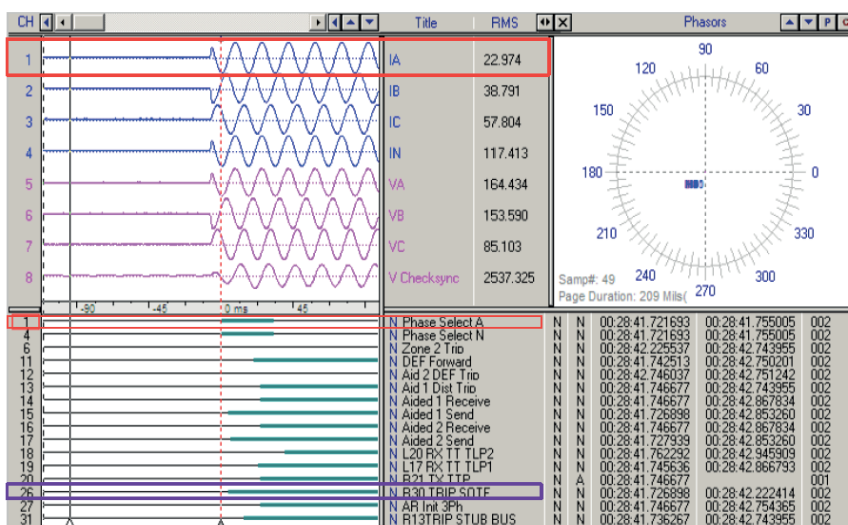 CH Title RMS Phasors P
1 IA 22.974
2 IB 38.791
3 IC 57.804
4 IN 117.413
5 VA 164.434
6 VB 153.590
7 VC 85.103
8 V Checksync 2537.325
90
120 60
150 30
180 0
210 330
240 300
270
Samp#: 49
Page Duration: 209 Mils(
-90 -45 0 ms 45
1 N Phase Select A N N 00:28:41.721693 00:28:41.755005 002
4 N Phase Select N N N 00:28:41.721693 00:28:41.755005 002
6 N Zone 2 Trip N N 00:28:42.225537 00:28:42.743955 002
11 N DEF Forward N N 00:28:41.742513 00:28:42.750201 002
12 N Aid 2 DEF Trip N N 00:28:42.746037 00:28:42.751242 002
13 N Aid 1 Dist Trip N N 00:28:41.746677 00:28:42.743955 002
14 N Aided 1 Receive N N 00:28:41.746677 00:28:42.867834 002
15 N Aided 1 Send N N 00:28:41.726898 00:28:42.853260 002
16 N Aided 2 Receive N N 00:28:41.746677 00:28:42.867834 002
17 N Aided 2 Send N N 00:28:41.727939 00:28:42.853260 002
18 N L20 RX TT TLP2 N N 00:28:41.762292 00:28:42.945909 002
19 N L17 RX TT TLP1 N N 00:28:41.745636 00:28:42.866793 002
20 N R21 TX TTP N A 00:28:41.746677 001
26 N R30 TRIP SOTF N N 00:28:41.726898 00:28:42.222414 002
27 N AR Init 3Ph N N 00:28:41.746677 00:28:42.754365 002
31 N R13TRIP STUB BUS N N 00:28:41.736267 00:28:42.743955 002